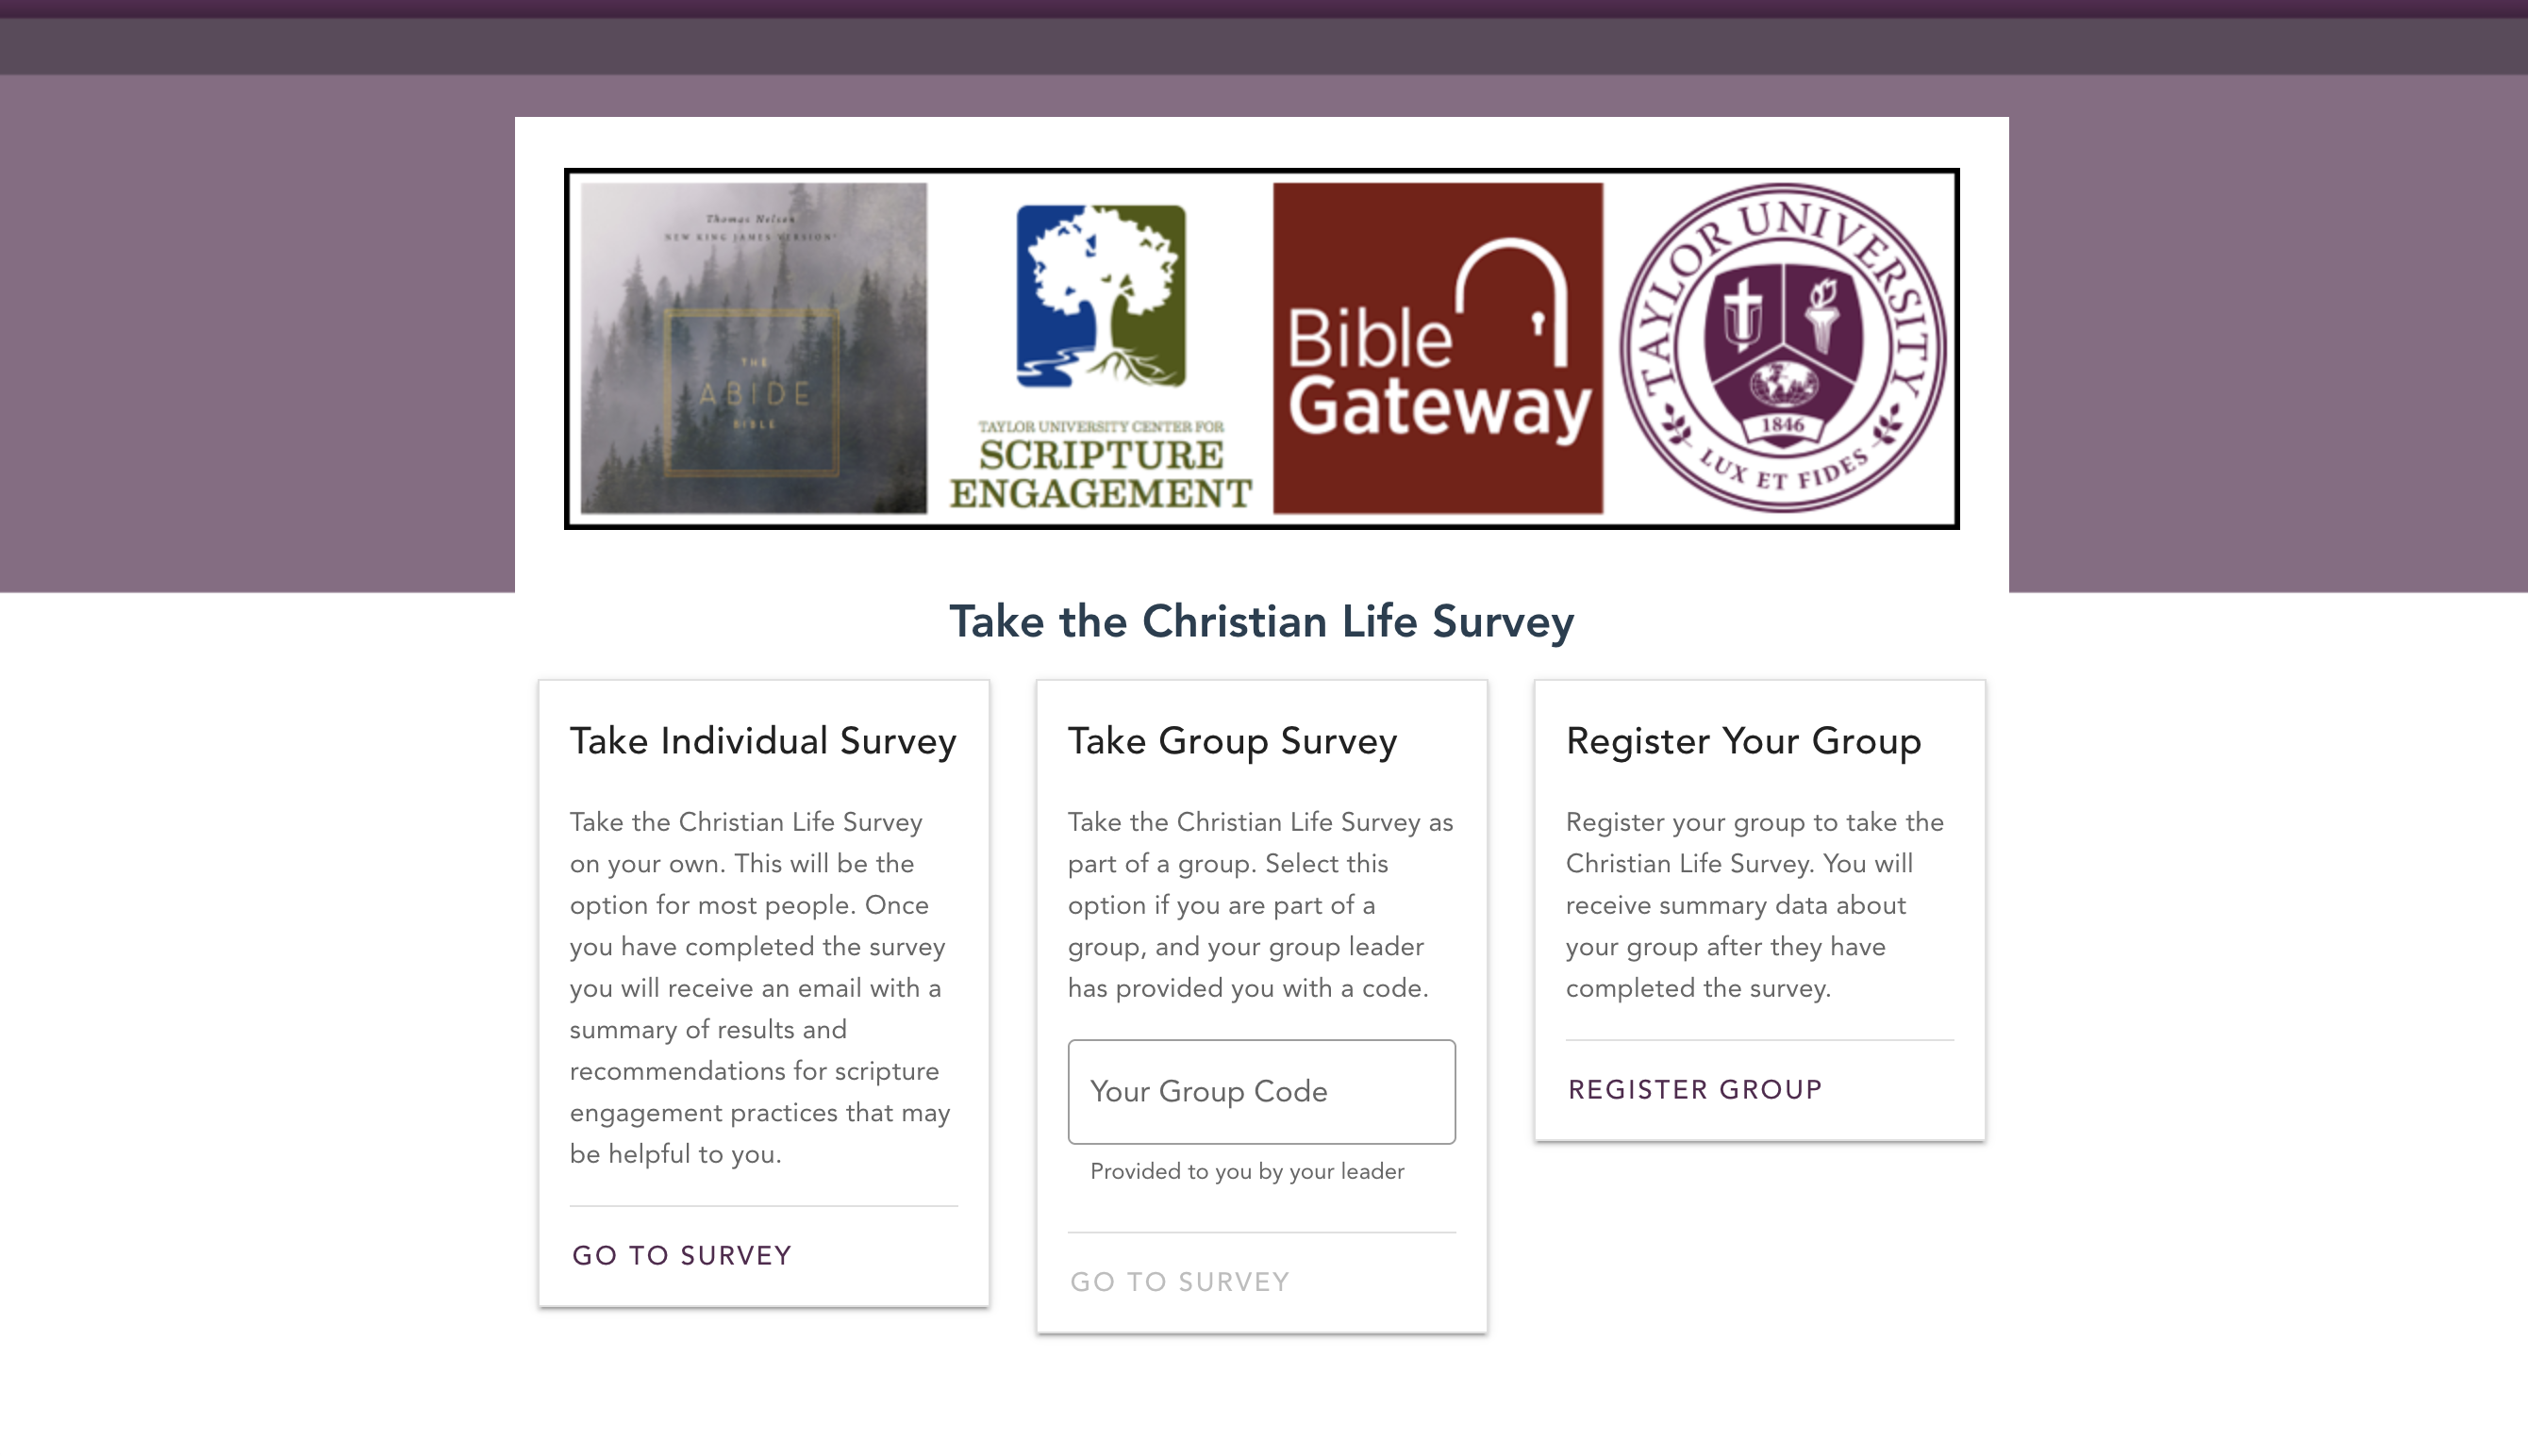 Thomas Nelson
NEW KING JAMES VERSION®
THE
ABIDE
BIBLE
TAYLOR UNIVERSITY CENTER FOR
SCRIPTURE
ENGAGEMENT
Bible
Gateway
TAYLOR UNIVERSITY
1846
LUX ET FIDES
Take the Christian Life Survey
Take Individual Survey
Take the Christian Life Survey
on your own. This will be the
option for most people. Once
you have completed the survey
you will receive an email with a
summary of results and
recommendations for scripture
engagement practices that may
be helpful to you.
GO TO SURVEY
Take Group Survey
Take the Christian Life Survey as
part of a group. Select this
option if you are part of a
group, and your group leader
has provided you with a code.
Your Group Code
Provided to you by your leader
GO TO SURVEY
Register Your Group
Register your group to take the
Christian Life Survey. You will
receive summary data about
your group after they have
completed the survey.
REGISTER GROUP